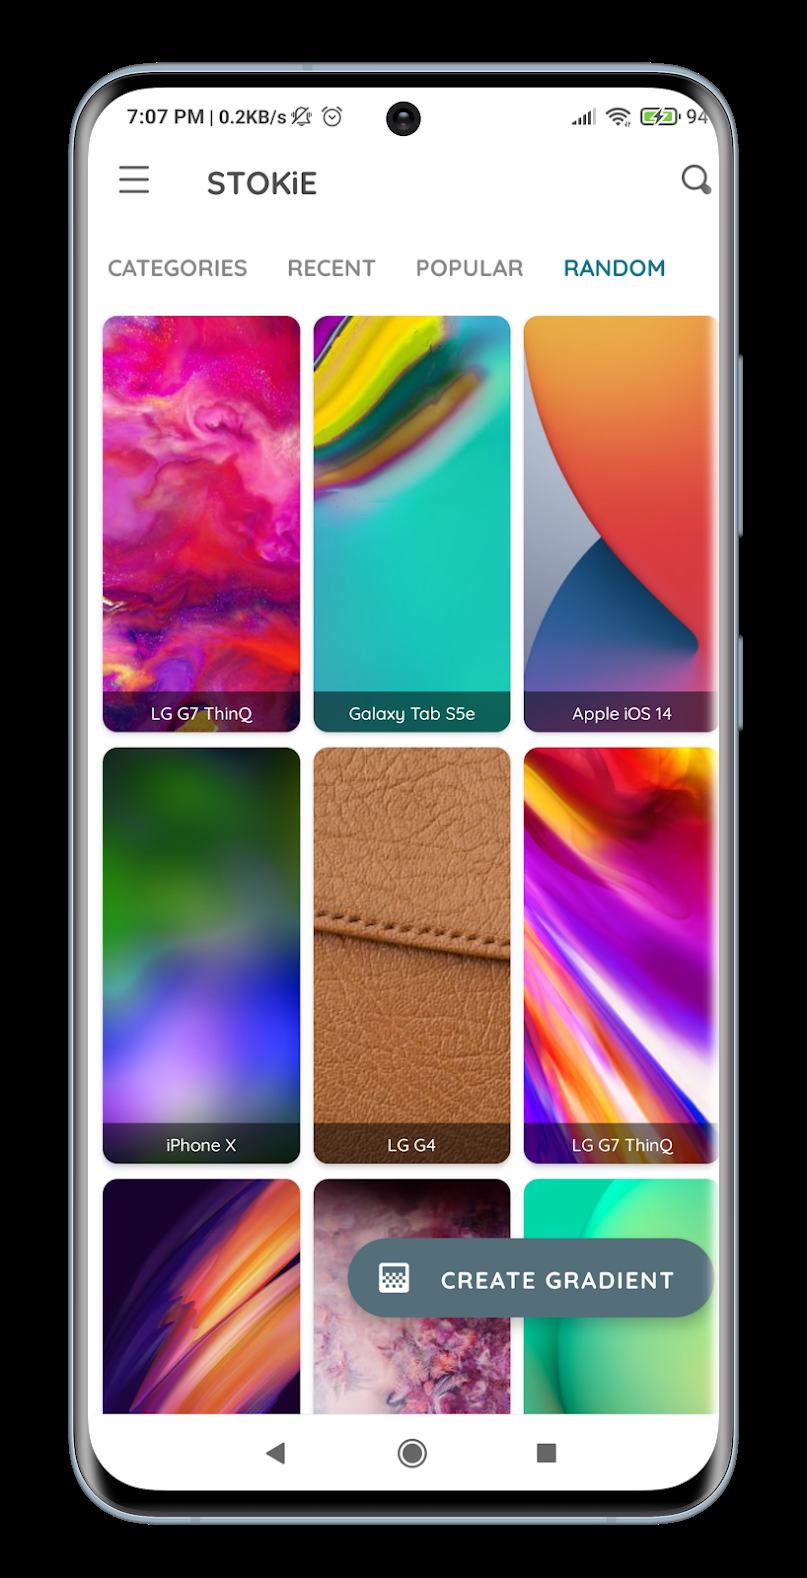 7:07 PM | 0.2KB/s 94
STOKiE
CATEGORIES RECENT POPULAR RANDOM
LG G7 ThinQ Galaxy Tab S5e Apple iOS 14
iPhone X LG G4 LG G7 ThinQ
CREATE GRADIENT